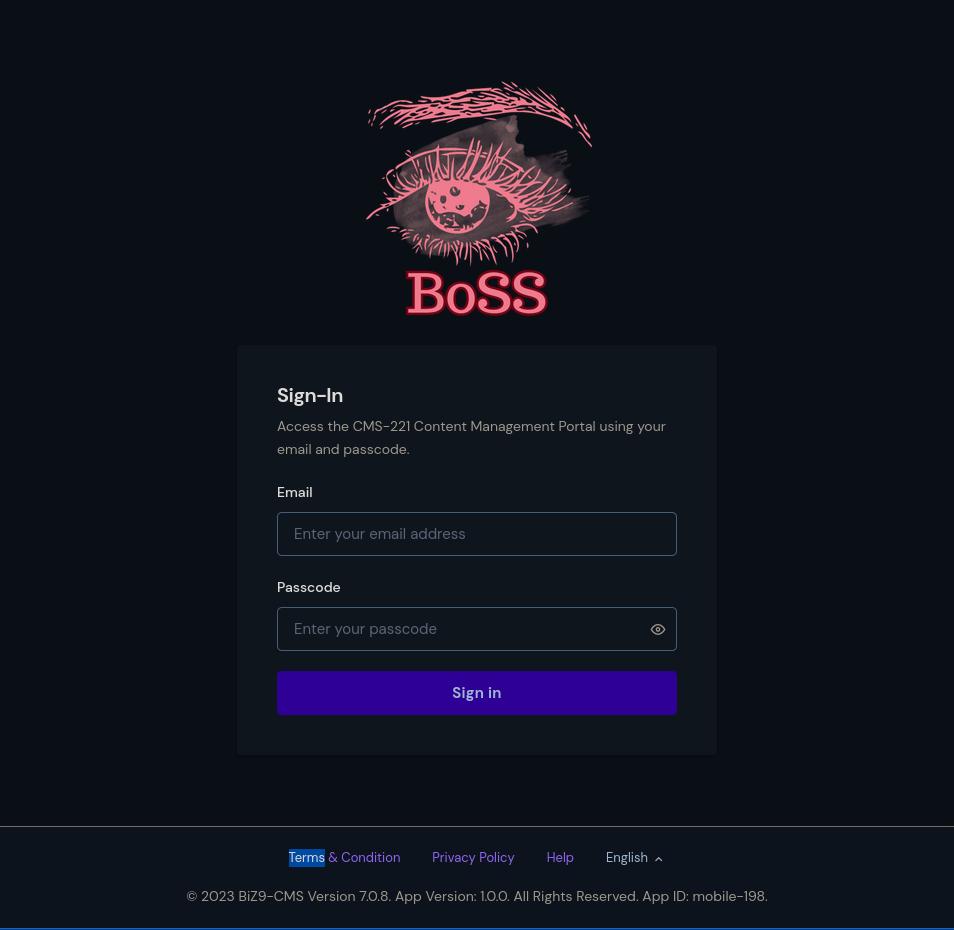 BoSS
Sign-In
Access the CMS-221 Content Management Portal using your
email and passcode.
Email
Enter your email address
Passcode
Enter your passcode
Sign in
Terms & Condition Privacy Policy Help English
© 2023 BiZ9-CMS Version 7.0.8. App Version: 1.0.0. All Rights Reserved. App ID: mobile-198.